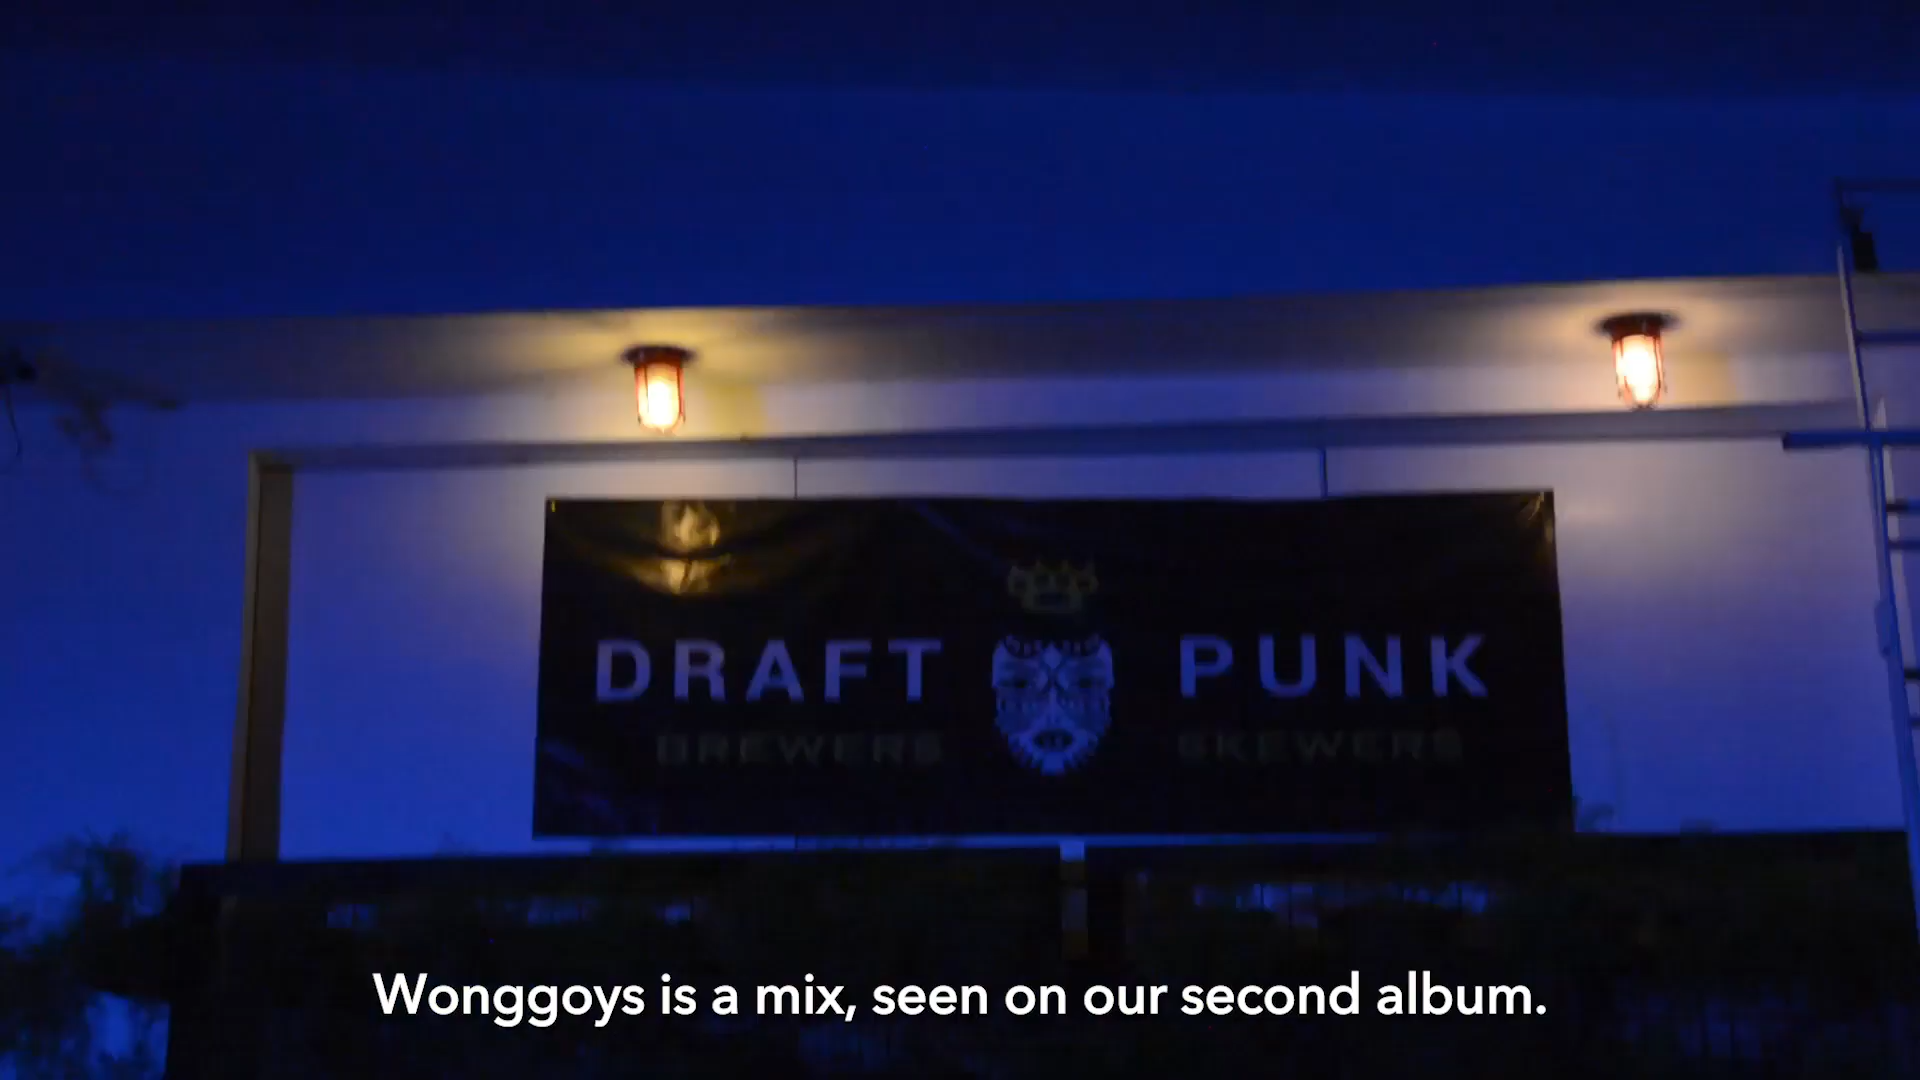 DRAFT PUNK
BREWERS SKEWERS
Wonggoys is a mix, seen on our second album.